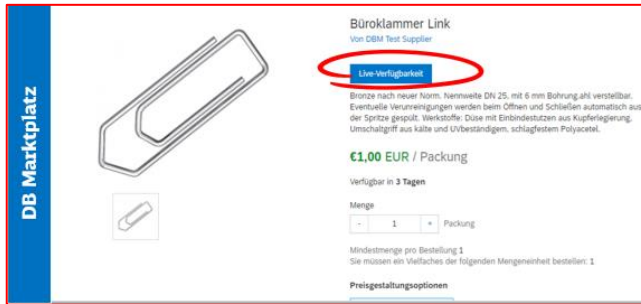 DB Marktplatz
Büroklammer Link
Von DBM Test Supplier
Live-Verfügbarkeit
Bronze nach neuer Norm. Nennweite DN 25, mit 6 mm Bohrung.ahl verstellbar.
Eventuelle Verunreinigungen werden beim Öffnen und Schließen automatisch aus
der Spritze gespült. Werkstoffe: Düse mit Einbindestutzen aus Kupferlegierung,
Umschaltgriff aus kälte und UVbeständigem, schlagfestem Polyacetel.
€1,00 EUR / Packung
Verfügbar in 3 Tagen
Menge
- 1 + Packung
Mindestmenge pro Bestellung 1
Sie müssen ein Vielfaches der folgenden Mengeneinheit bestellen: 1
Preisgestaltungsoptionen